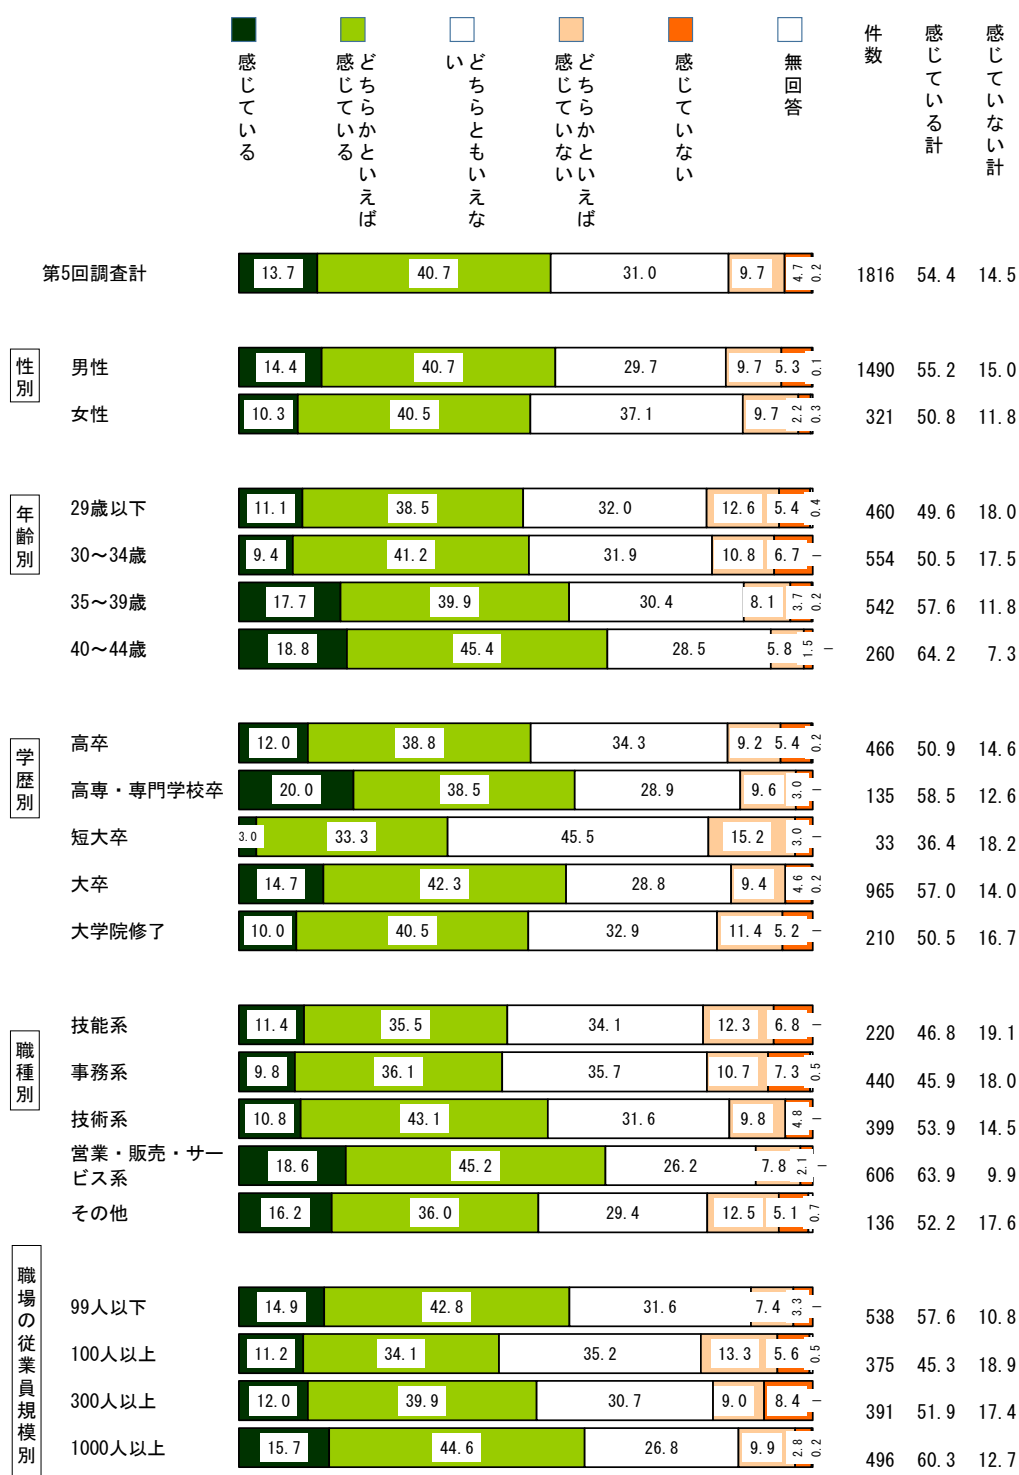 感じている
どちらかといえば
感じている
どちらともいえな
い
どちらかといえば
感じていない
感じていない
無回答
件数
感じている計
感じていない計
第5回調査計 13.7 40.7 31.0 9.7 4.7 0.2 1816 54.4 14.5
性別
男性 14.4 40.7 29.7 9.7 5.3 0.1 1490 55.2 15.0
女性 10.3 40.5 37.1 9.7 2.2 0.3 321 50.8 11.8
年齢別
29歳以下 11.1 38.5 32.0 12.6 5.4 0.4 460 49.6 18.0
30～34歳 9.4 41.2 31.9 10.8 6.7 - 554 50.5 17.5
35～39歳 17.7 39.9 30.4 8.1 3.7 0.2 542 57.6 11.8
40～44歳 18.8 45.4 28.5 5.8 1.5 - 260 64.2 7.3
学歴別
高卒 12.0 38.8 34.3 9.2 5.4 0.2 466 50.9 14.6
高専・専門学校卒 20.0 38.5 28.9 9.6 3.0 - 135 58.5 12.6
短大卒 3.0 33.3 45.5 15.2 3.0 - 33 36.4 18.2
大卒 14.7 42.3 28.8 9.4 4.6 0.2 965 57.0 14.0
大学院修了 10.0 40.5 32.9 11.4 5.2 - 210 50.5 16.7
職種別
技能系 11.4 35.5 34.1 12.3 6.8 - 220 46.8 19.1
事務系 9.8 36.1 35.7 10.7 7.3 0.5 440 45.9 18.0
技術系 10.8 43.1 31.6 9.8 4.8 - 399 53.9 14.5
営業・販売・サー
ビス系 18.6 45.2 26.2 7.8 2.1 - 606 63.9 9.9
その他 16.2 36.0 29.4 12.5 5.1 0.7 136 52.2 17.6
職場の従業員規模別
99人以下 14.9 42.8 31.6 7.4 3.3 - 538 57.6 10.8
100人以上 11.2 34.1 35.2 13.3 5.6 0.5 375 45.3 18.9
300人以上 12.0 39.9 30.7 9.0 8.4 - 391 51.9 17.4
1000人以上 15.7 44.6 26.8 9.9 2.8 0.2 496 60.3 12.7